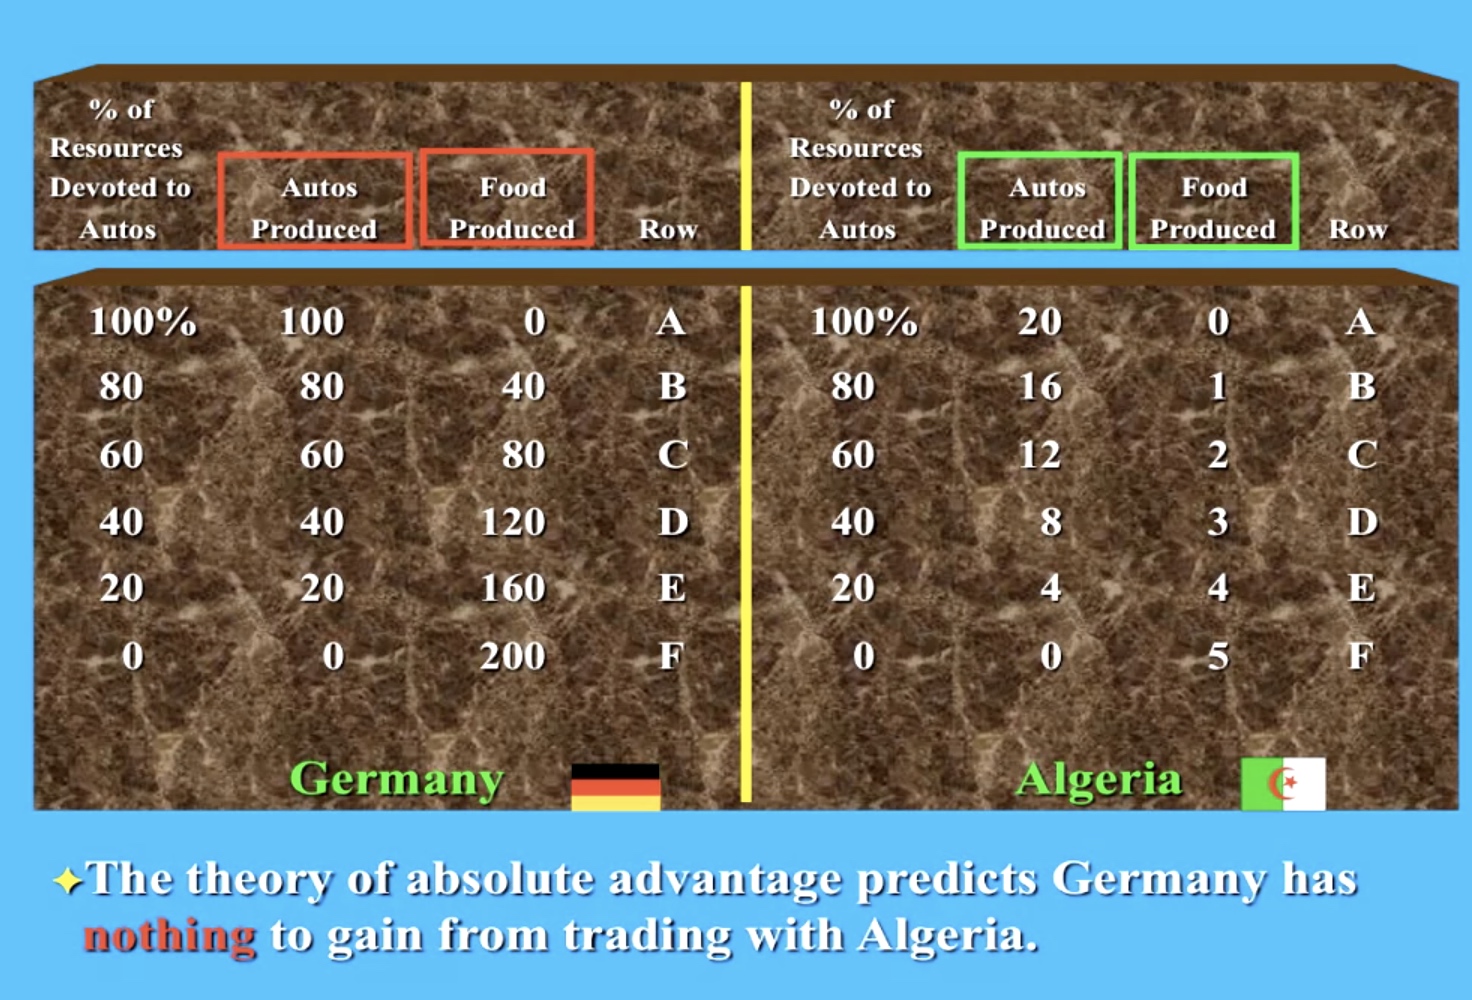 % of
Resources
Devoted to
Autos
Autos
Produced
Food
Produced
Row
% of
Resources
Devoted to
Autos
Autos
Produced
Food
Produced
Row
100% 100 0 A 100% 20 0 A
80 80 40 B 80 16 1 B
60 60 80 C 60 12 2 C
40 40 120 D 40 8 3 D
20 20 160 E 20 4 4 E
0 0 200 F 0 0 5 F
Germany Algeria
The theory of absolute advantage predicts Germany has
nothing to gain from trading with Algeria.